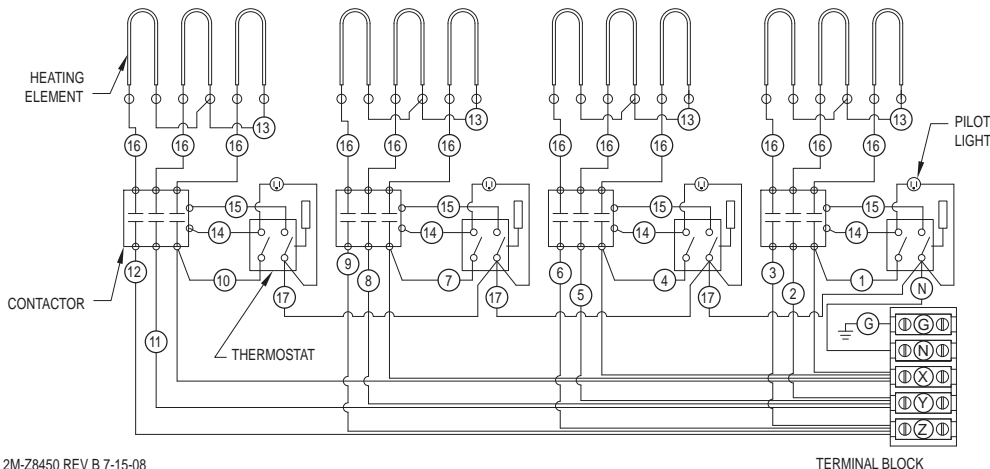 HEATING
ELEMENT
13
13
13
13
PILOT
LIGHT
16
16
16
16
16
16
16
16
16
16
16
16
15
15
15
15
14
14
14
14
12
10
9
8
7
6
5
4
3
2
1
N
CONTACTOR
17
17
17
11
THERMOSTAT
G
G
N
X
Y
Z
2M-Z8450 REV B 7-15-08
TERMINAL BLOCK